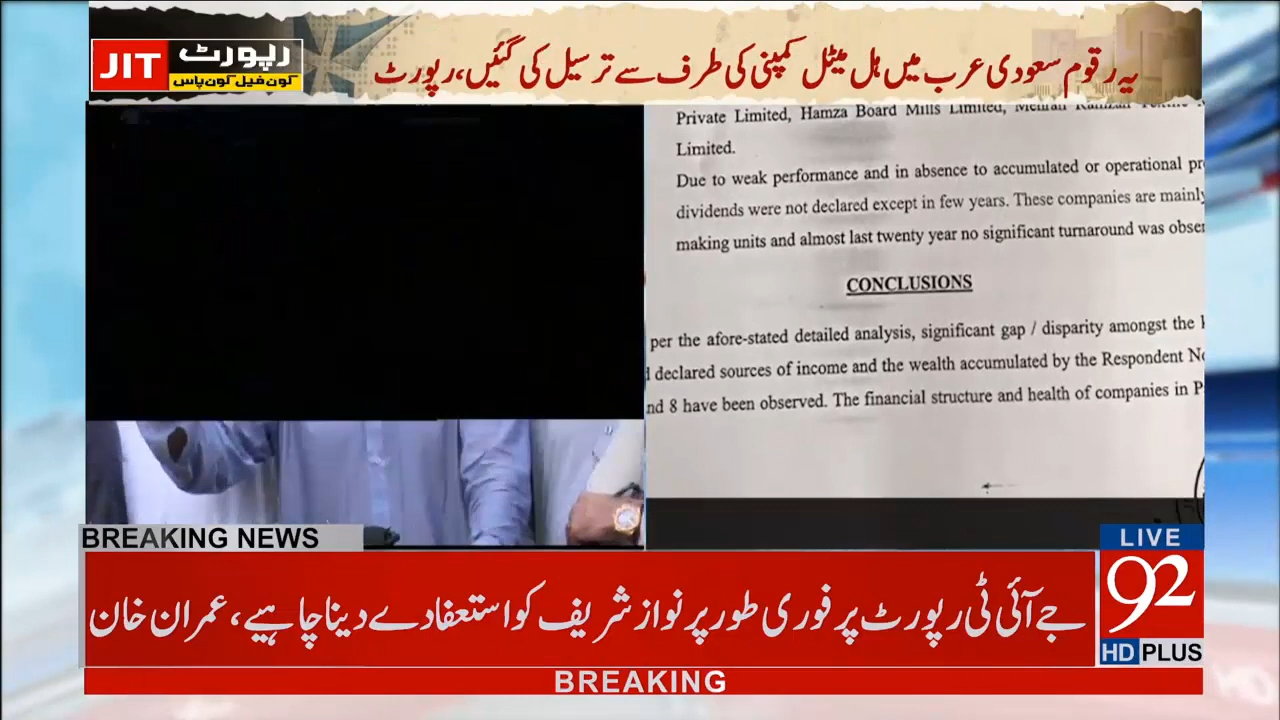 JIT
رپورٹ
کون فیل کون پاس
یہ رقوم سعودی عرب میں ہل میٹل کمپنی کی طرف سے ترسیل کی گئیں، رپورٹ
Private Limited, Hamza Board Mills Limited, Mehran Ramzan
Limited.
Due to weak performance and in absence to accumulated or operational
dividends were not declared except in few years. These companies are mainly
making units and almost last twenty year no significant turnaround was
CONCLUSIONS
per the afore-stated detailed analysis, significant gap / disparity amongst the
declared sources of income and the wealth accumulated by the Respondent
nd 8 have been observed. The financial structure and health of companies in
BREAKING NEWS
LIVE
92
HD PLUS
جے آئی ٹی رپورٹ پر فوری طور پر نواز شریف کو استعفا دے دینا چاہیے، عمران خان
BREAKING